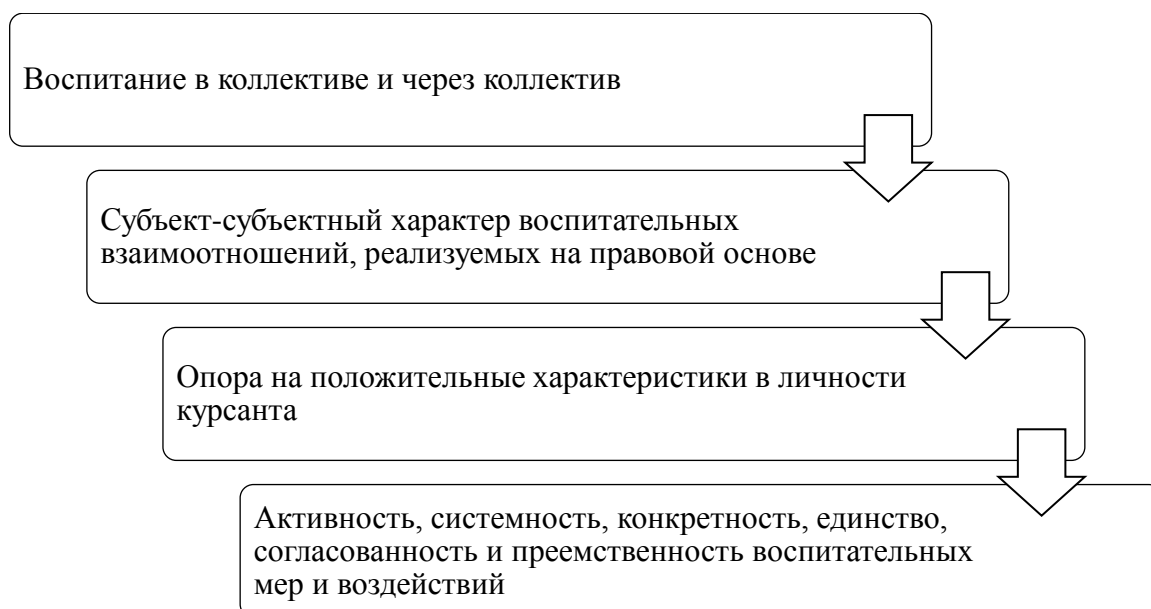 Воспитание в коллективе и через коллектив
Субъект-субъектный характер воспитательных
взаимоотношений, реализуемых на правовой основе
Опора на положительные характеристики в личности
курсанта
Активность, системность, конкретность, единство,
согласованность и преемственность воспитательных
мер и воздействий